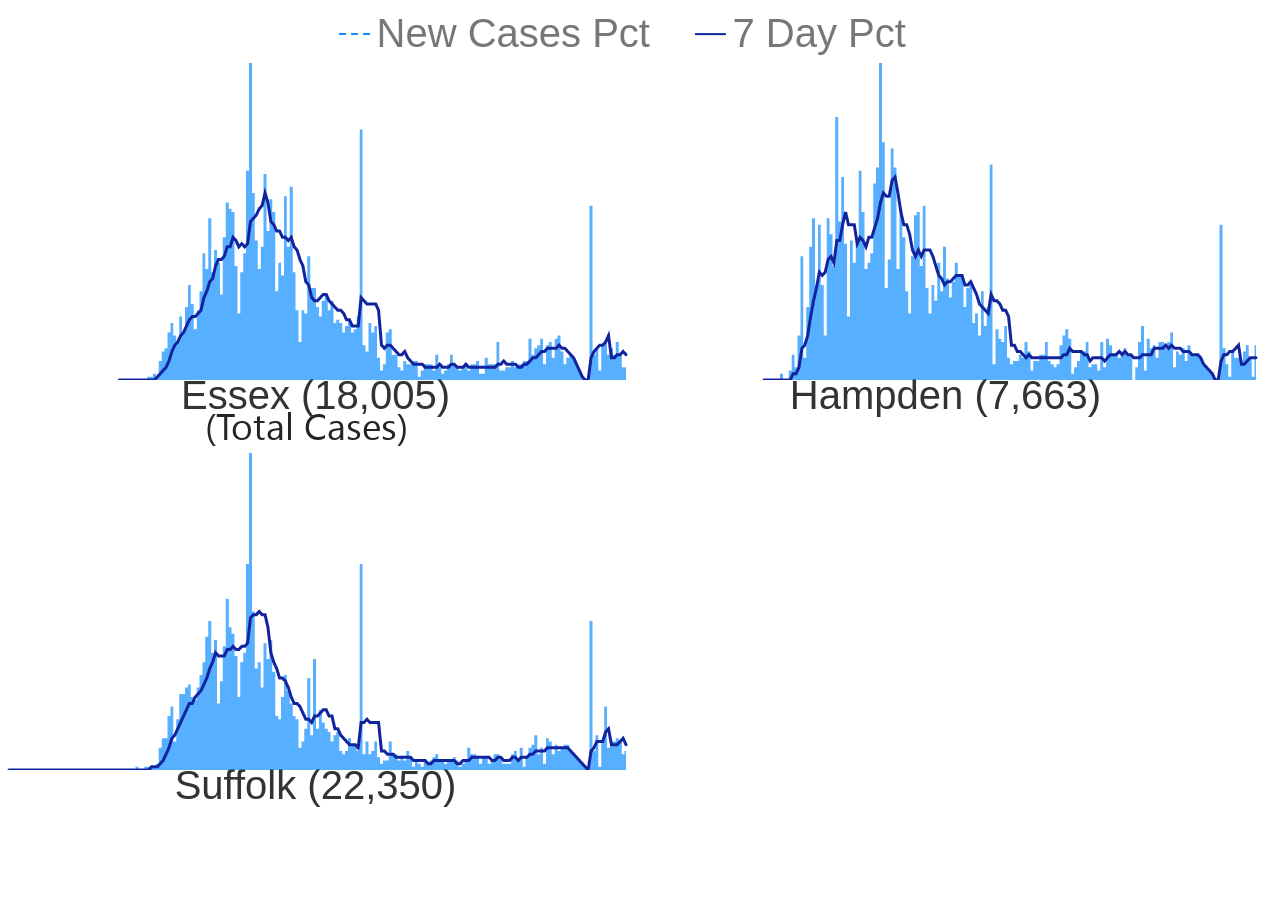 New Cases Pct 7 Day Pct
Essex (18,005) Hampden (7,663)
(Total Cases)
Suffolk (22,350)